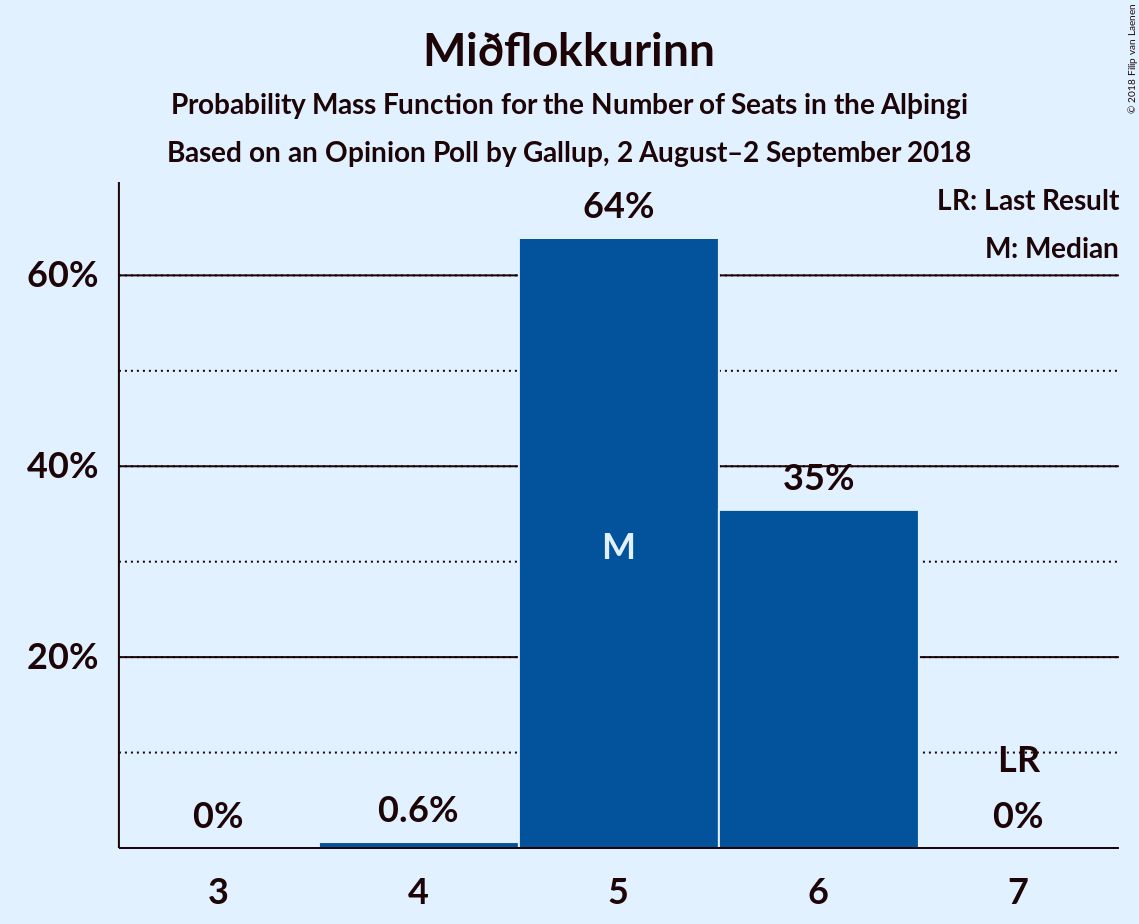 Miðflokkurinn
Probability Mass Function for the Number of Seats in the Alþingi
Based on an Opinion Poll by Gallup, 2 August–2 September 2018
© 2018 Filip van Laenen
LR: Last Result
M: Median
64%
60%
40%
35%
M
20%
LR
0%
0.6%
0%
3
4
5
6
7